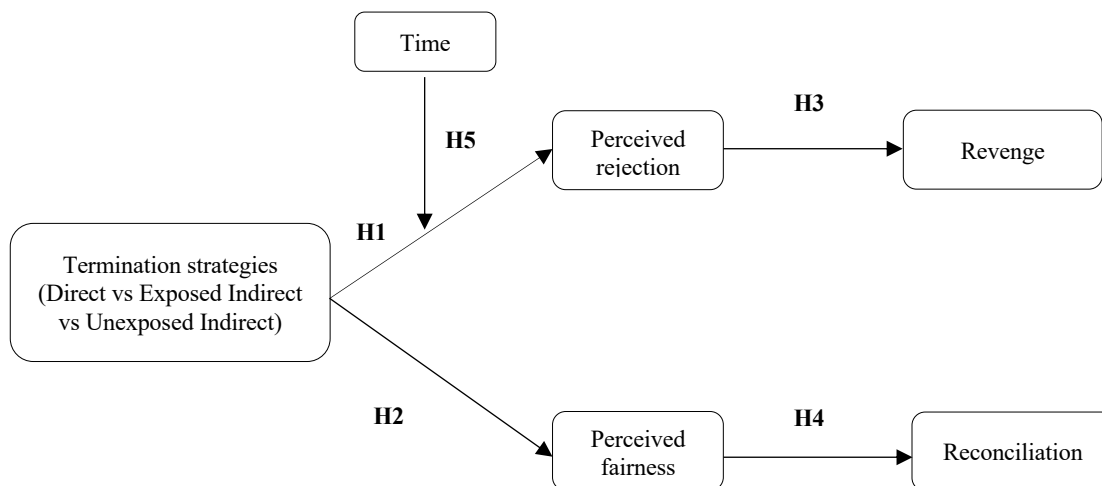 Time
H3
H5
Perceived
rejection
Revenge
H1
Termination strategies
(Direct vs Exposed Indirect
vs Unexposed Indirect)
H2
H4
Perceived
fairness
Reconciliation